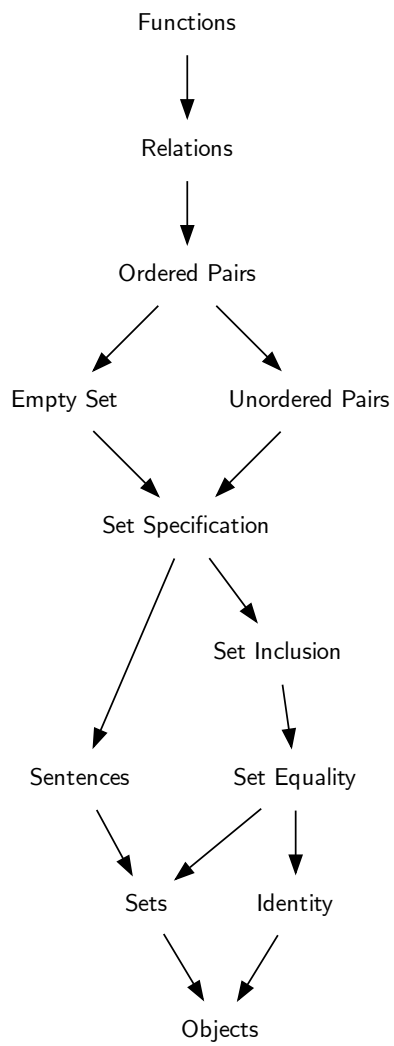 Functions
Relations
Ordered Pairs
Empty Set
Unordered Pairs
Set Specification
Set Inclusion
Sentences
Set Equality
Sets
Identity
Objects